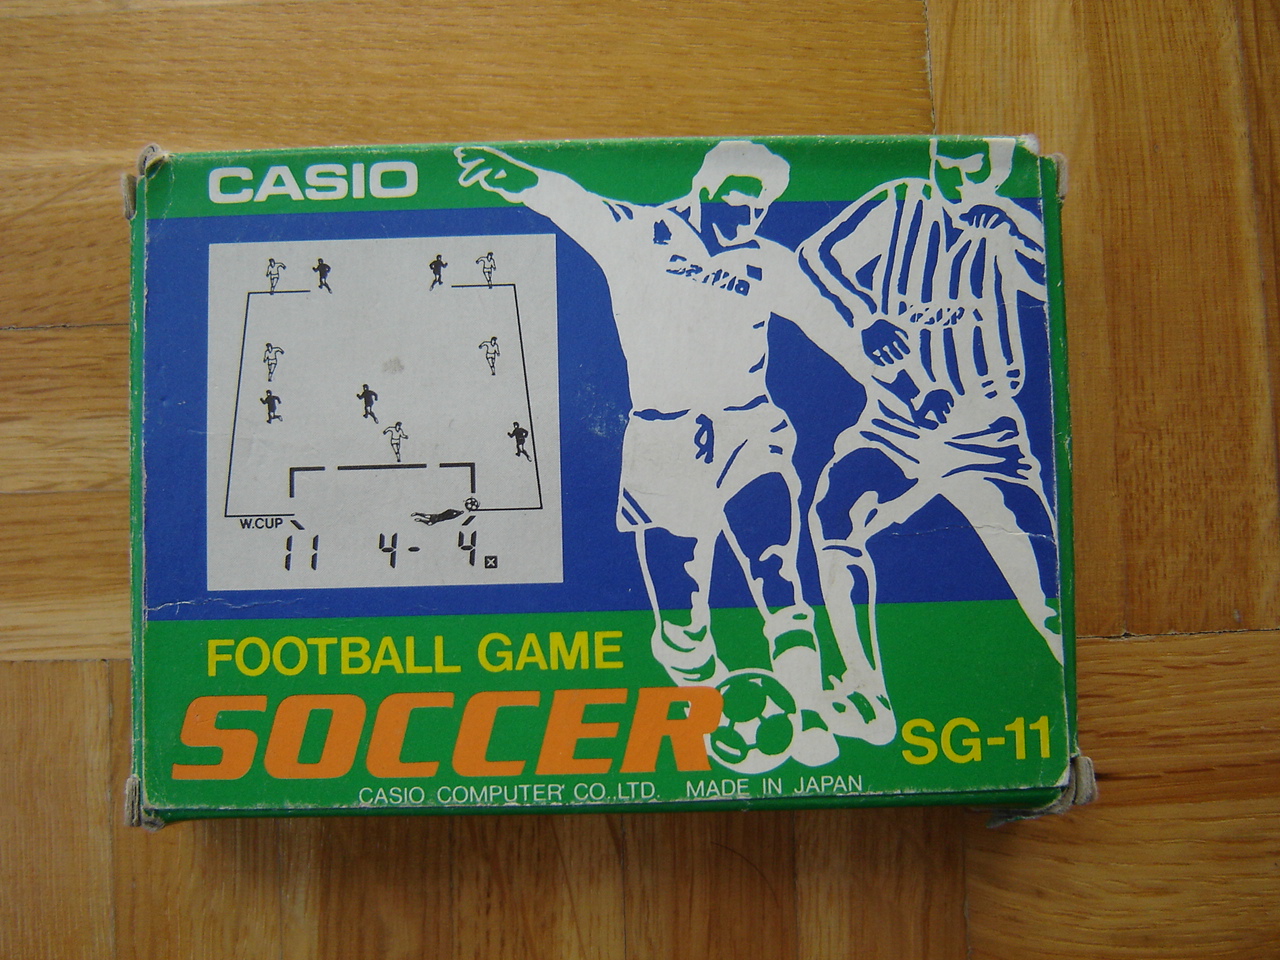 CASIO
W.CUP
11 4- 4
FOOTBALL GAME
SOCCER
SG-11
CASIO COMPUTER CO.,LTD. MADE IN JAPAN